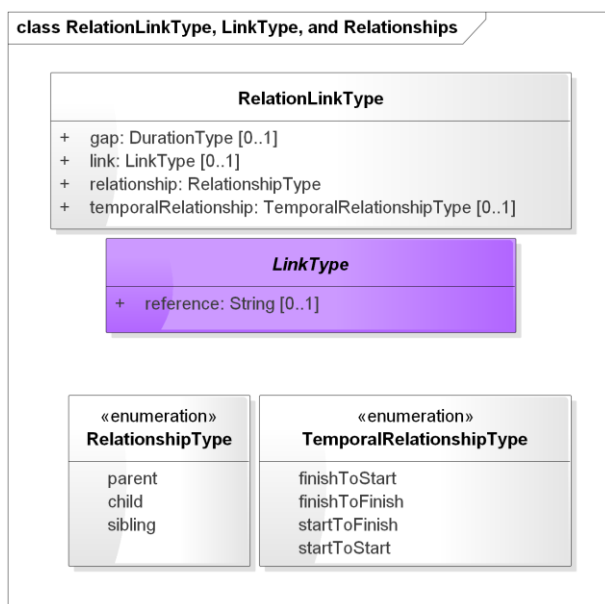 class RelationLinkType, LinkType, and Relationships
RelationLinkType
+ gap: DurationType [0..1]
+ link: LinkType [0..1]
+ relationship: RelationshipType
+ temporalRelationship: TemporalRelationshipType [0..1]
LinkType
+ reference: String [0..1]
«enumeration»
RelationshipType
parent
child
sibling
«enumeration»
TemporalRelationshipType
finishToStart
finishToFinish
startToFinish
startToStart